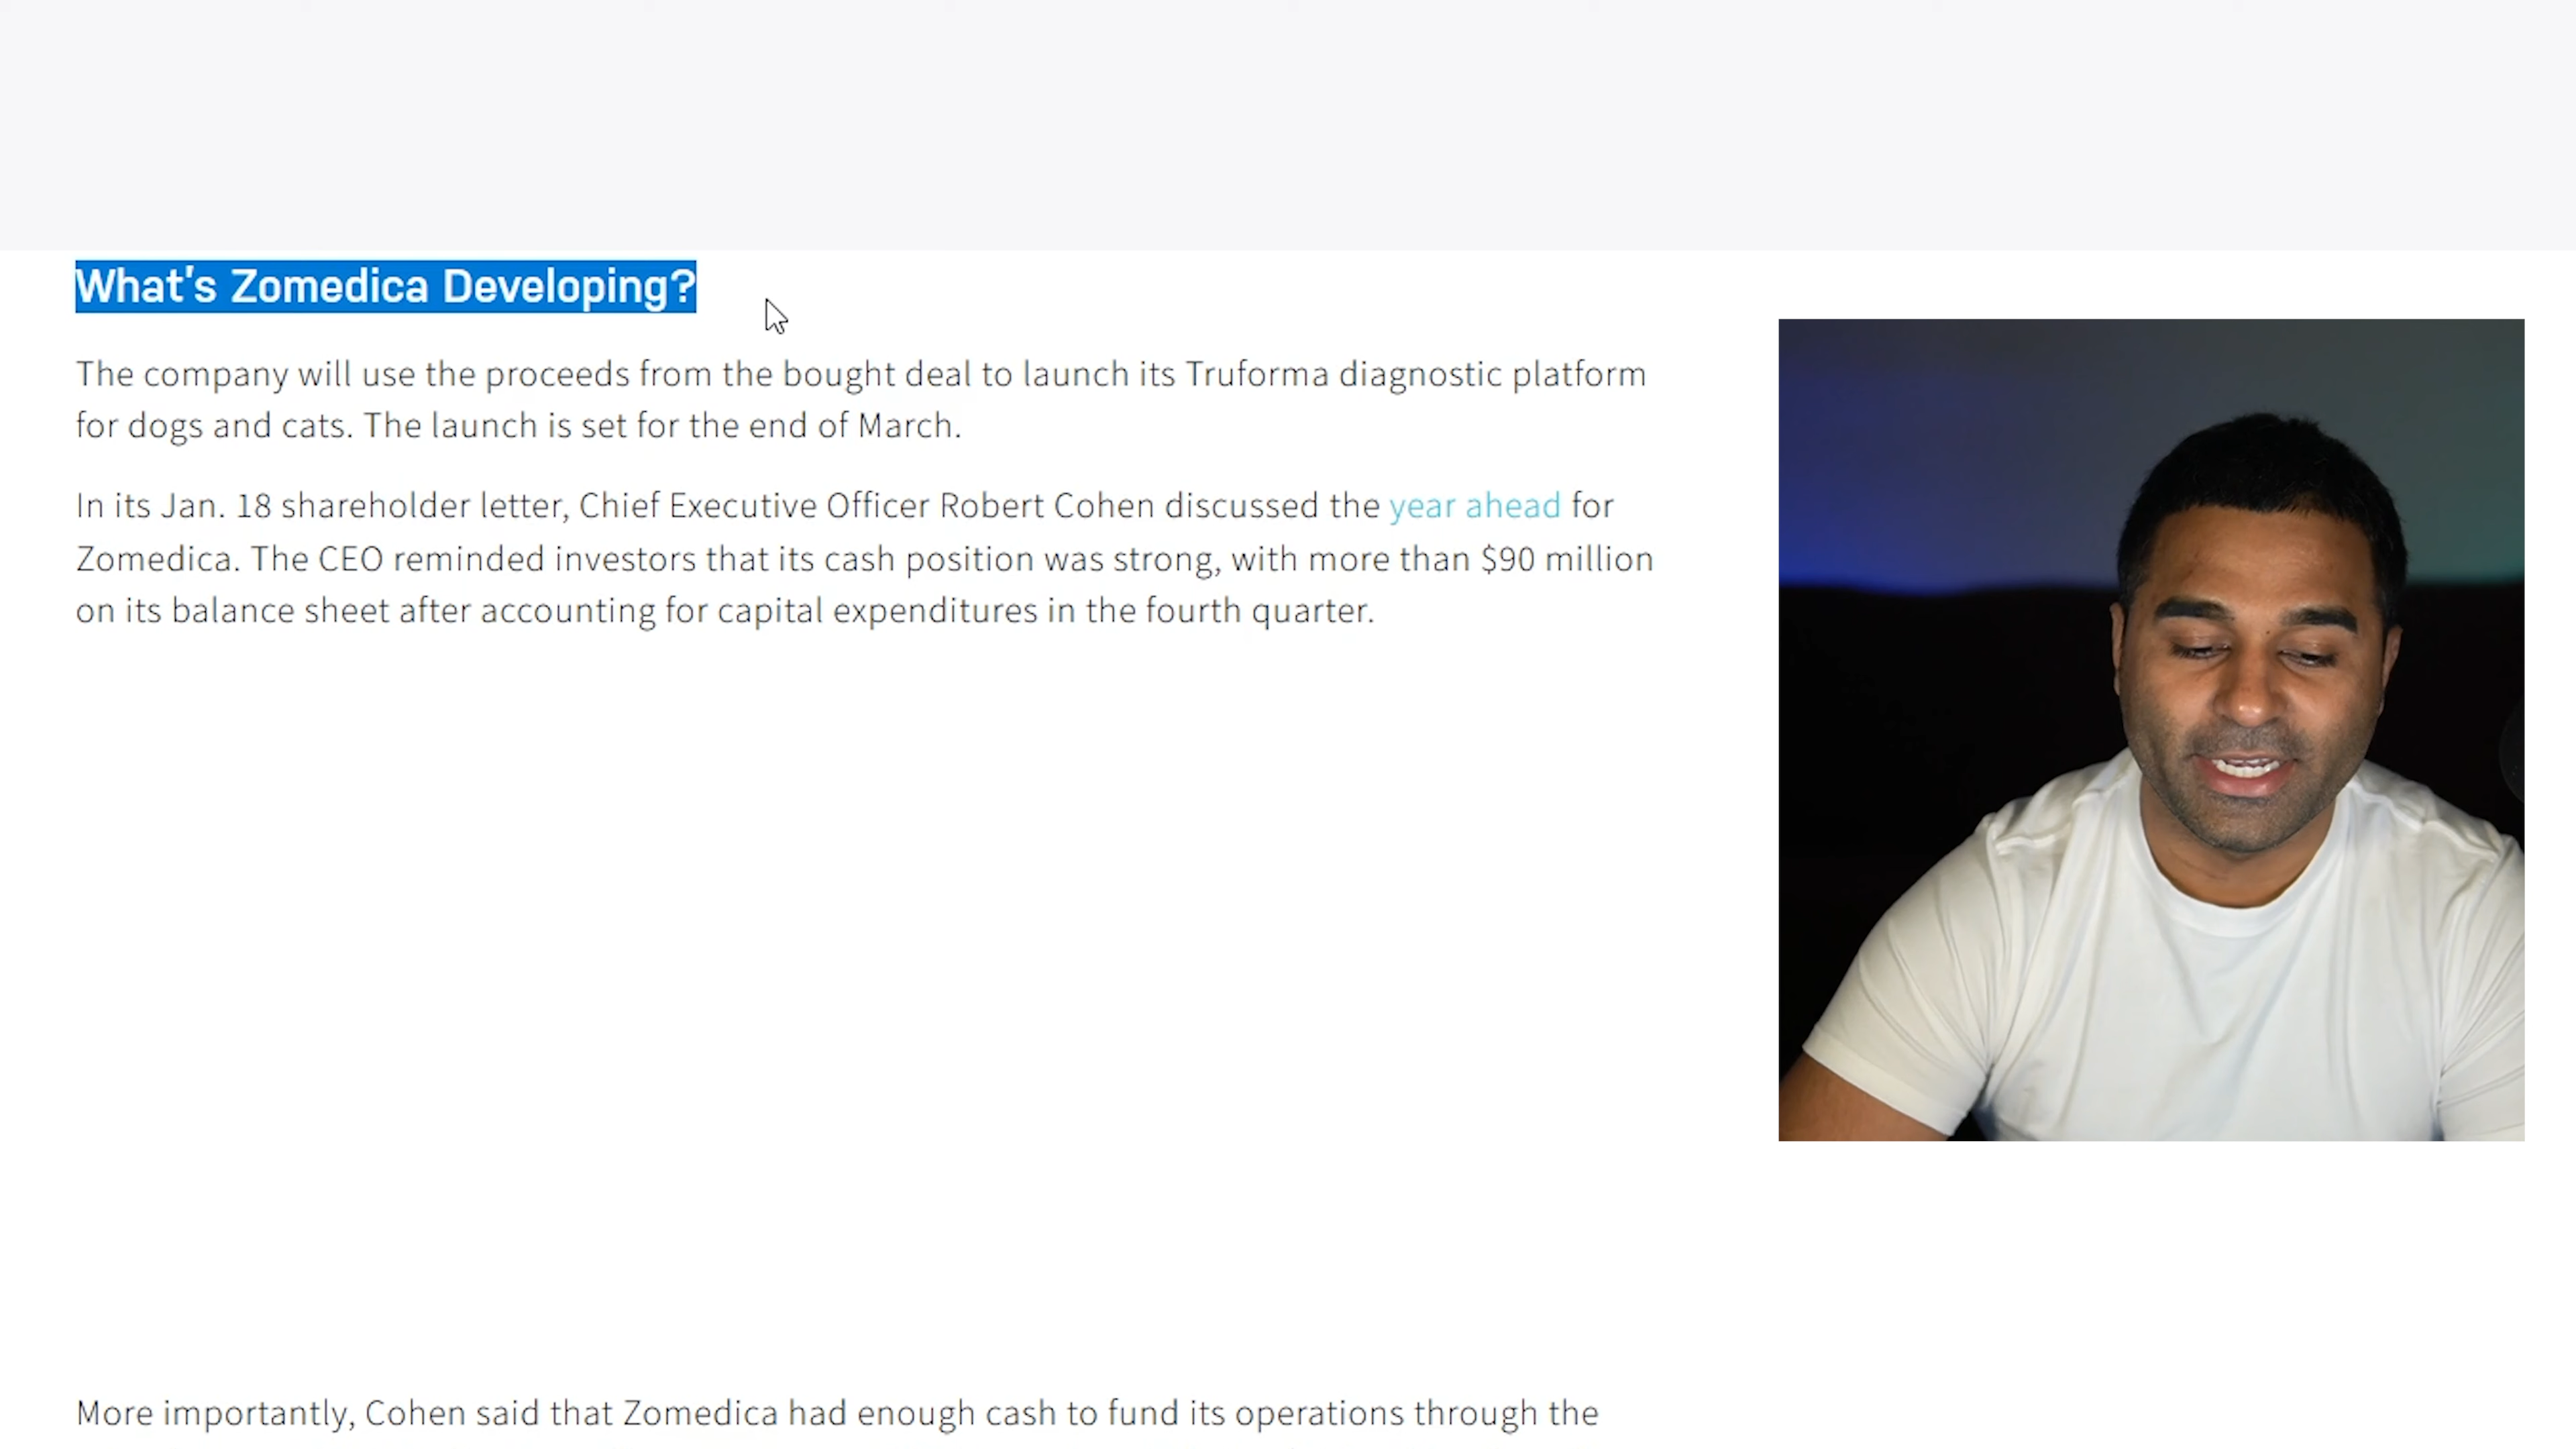 What's Zomedica Developing?
The company will use the proceeds from the bought deal to launch its Truforma diagnostic platform
for dogs and cats. The launch is set for the end of March.
In its Jan. 18 shareholder letter, Chief Executive Officer Robert Cohen discussed the year ahead for
Zomedica. The CEO reminded investors that its cash position was strong, with more than $90 million
on its balance sheet after accounting for capital expenditures in the fourth quarter.
More importantly, Cohen said that Zomedica had enough cash to fund its operations through the